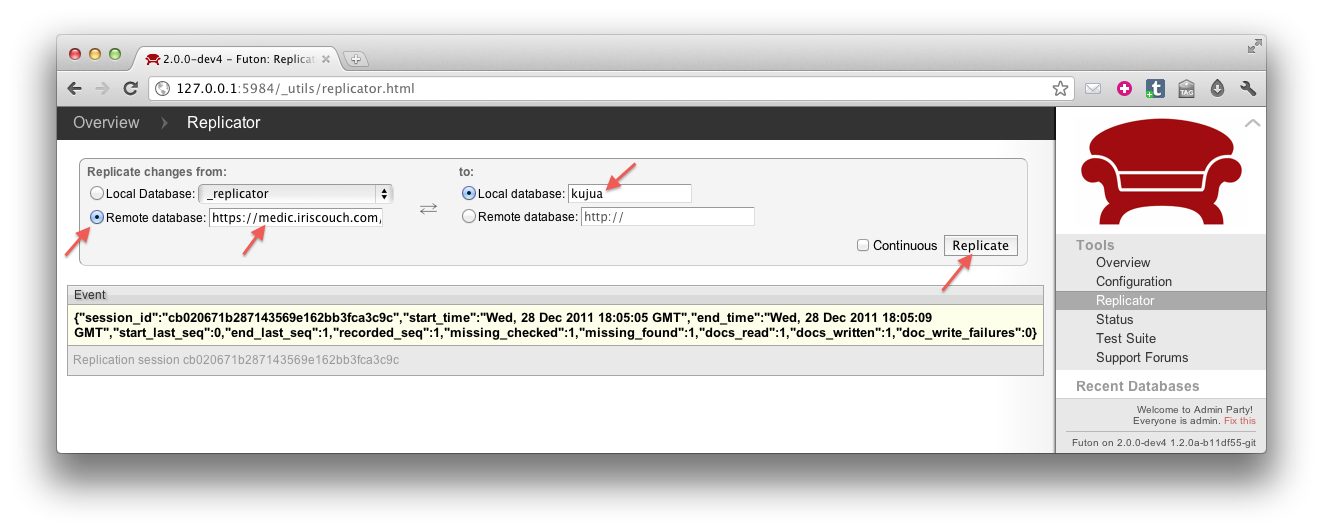 2.0.0-dev4 – Futon: Replicat
127.0.0.1:5984/_utils/replicator.html
TAG
Overview Replicator
Replicate changes from: to:
Local Database: _replicator Local database: kujua
Remote database: https://medic.iriscouch.com/ Remote database: http://
Continuous Replicate
Event
{"session_id":"cb020671b287143569e162bb3fca3c9c","start_time":"Wed, 28 Dec 2011 18:05:05 GMT","end_time":"Wed, 28 Dec 2011 18:05:09
GMT","start_last_seq":0,"end_last_seq":1,"recorded_seq":1,"missing_checked":1,"missing_found":1,"docs_read":1,"docs_written":1,"doc_write_failures":0}
Replication session cb020671b287143569e162bb3fca3c9c
Tools
Overview
Configuration
Replicator
Status
Test Suite
Support Forums
Recent Databases
Welcome to Admin Party!
Everyone is admin. Fix this
Futon on 2.0.0-dev4 1.2.0a-b11df55-git